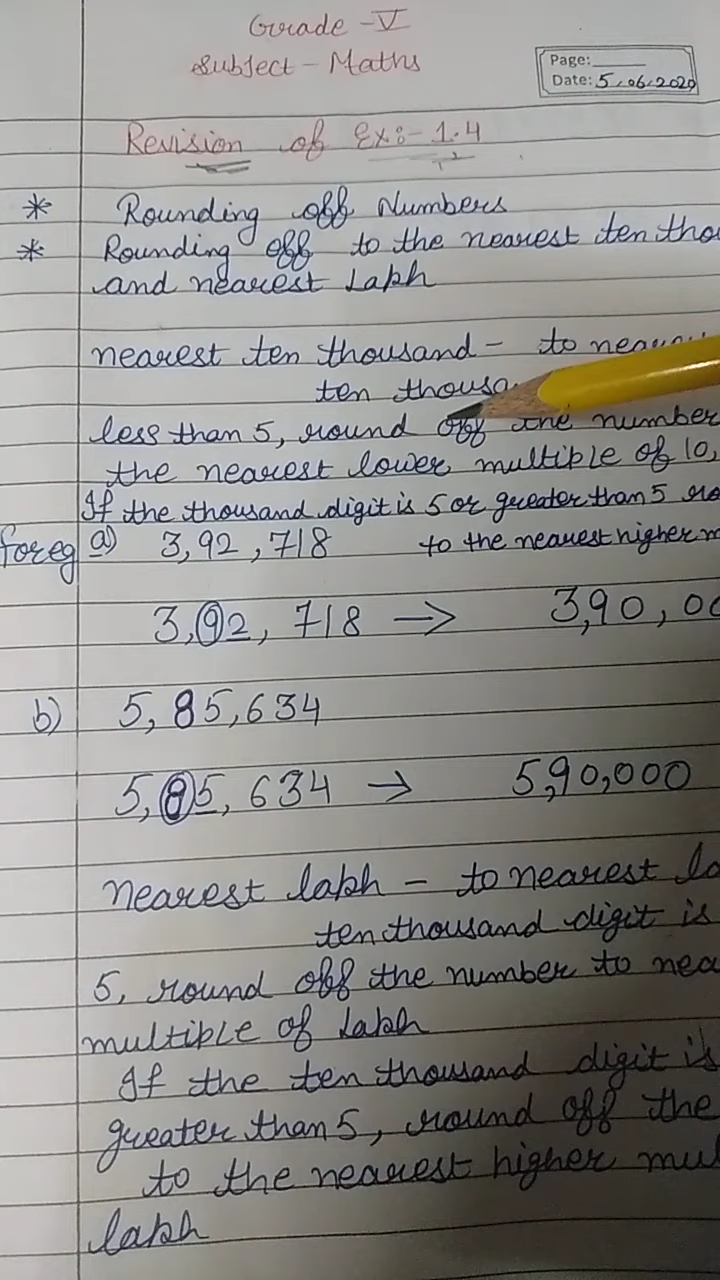 Grade - V
Subject - Maths
Page:
Date: 5.06.2020
Revision of Ex:- 1.4
* Rounding off Numbers
* Rounding off to the nearest ten
and nearest Lakh
nearest ten thousand - to
ten
less than 5, round off the number
the nearest lower multiple of 10,
If the thousand digit is 5 or greater than 5
for eg a) 3,92,718 to the nearest higher
3,92,718 → 3,90,
b) 5,85,634
5,85,634 → 5,90,000
nearest lakh - to nearest
ten thousand digit is
5, round off the number to
multiple of Lakh
If the ten thousand digit is
greater than 5, round off the
to the nearest higher
lakh